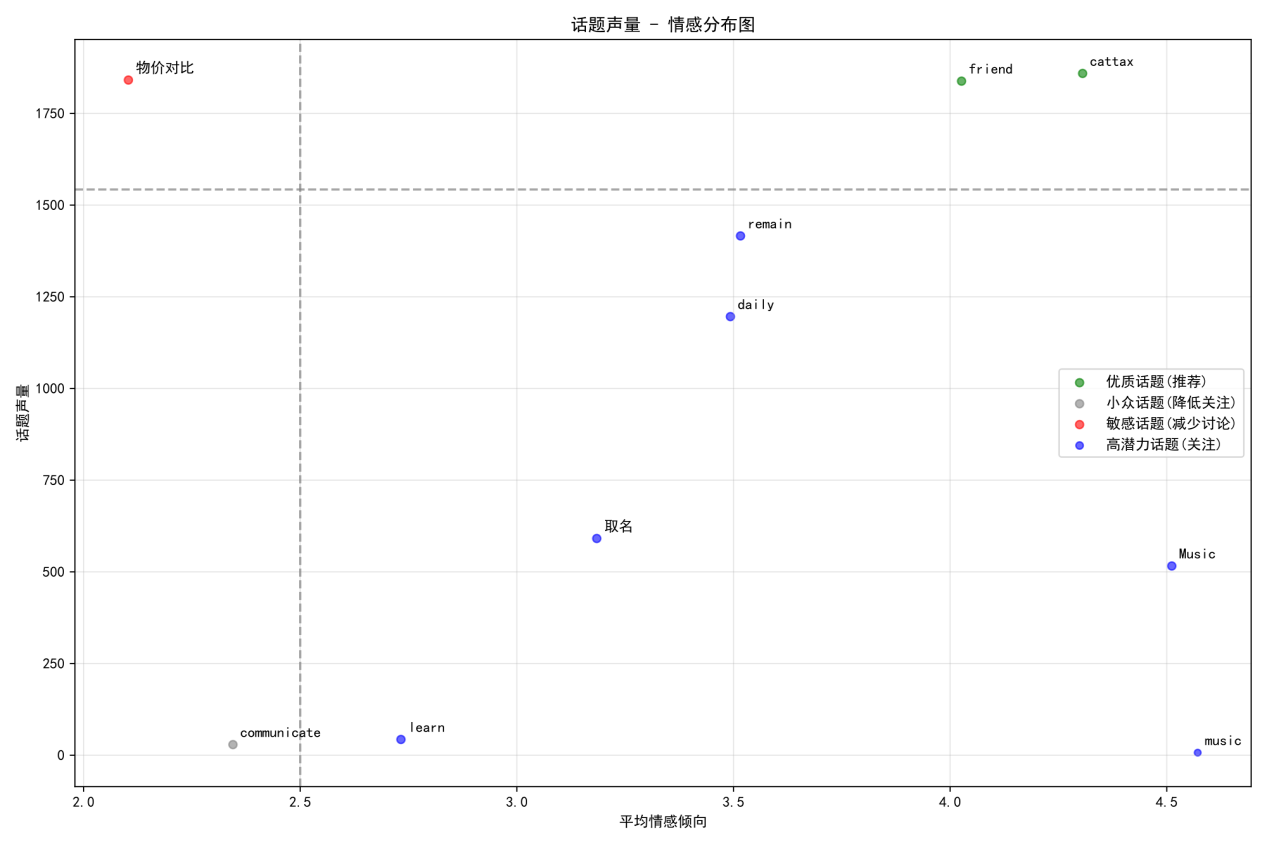 话题声量 - 情感分布图
物价对比
friend
cattax
remain
daily
取名
Music
communicate
learn
music
优质话题(推荐)
小众话题(降低关注)
敏感话题(减少讨论)
高潜力话题(关注)
话题声量
1750
1500
1250
1000
750
500
250
0
2.0
2.5
3.0
3.5
4.0
4.5
平均情感倾向